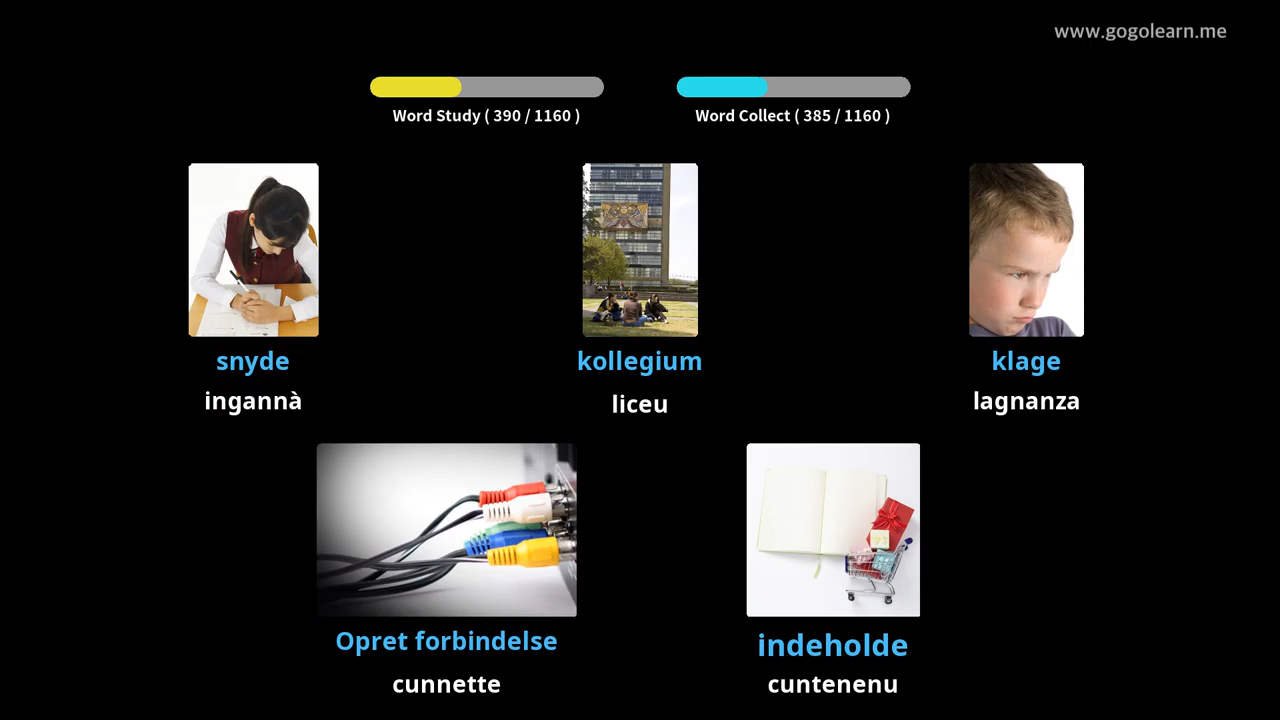 www.gogolearn.me
Word Study ( 390 / 1160 )
Word Collect ( 385 / 1160 )
snyde
ingannà
kollegium
liceu
klage
lagnanza
Opret forbindelse
cunnette
indeholde
cuntenenu